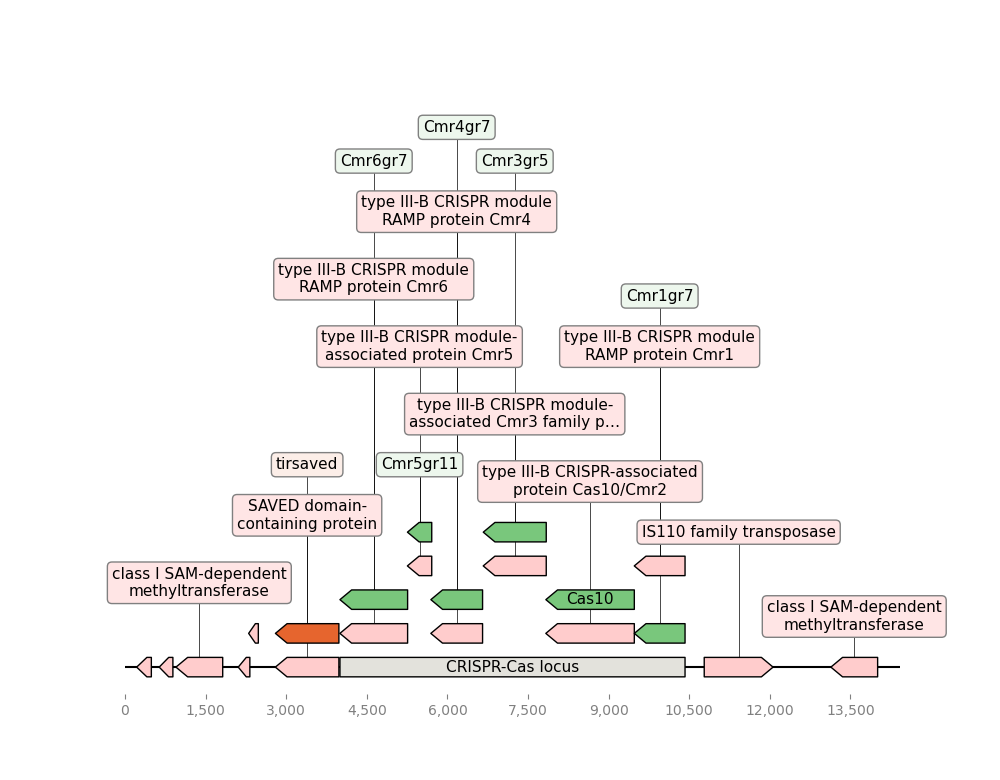 Cmr4gr7
Cmr6gr7
Cmr3gr5
type III-B CRISPR module
RAMP protein Cmr4
type III-B CRISPR module
RAMP protein Cmr6
Cmr1gr7
type III-B CRISPR module-
associated protein Cmr5
type III-B CRISPR module
RAMP protein Cmr1
type III-B CRISPR module-
associated Cmr3 family p...
tirsaved
Cmr5gr11
type III-B CRISPR-associated
protein Cas10/Cmr2
SAVED domain-
containing protein
IS110 family transposase
class I SAM-dependent
methyltransferase
Cas10
class I SAM-dependent
methyltransferase
CRISPR-Cas locus
0
1,500
3,000
4,500
6,000
7,500
9,000
10,500
12,000
13,500